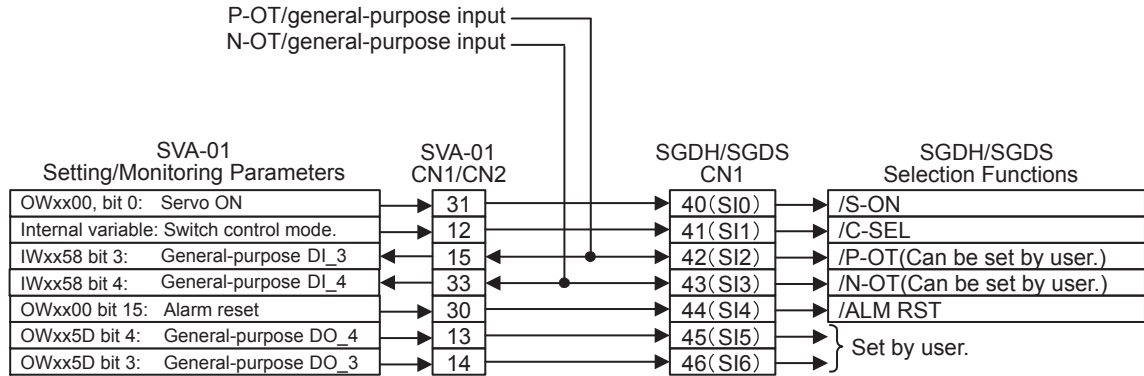 P-OT/general-purpose input
N-OT/general-purpose input
SVA-01
Setting/Monitoring Parameters
SVA-01
CN1/CN2
SGDH/SGDS
CN1
SGDH/SGDS
Selection Functions
OWxx00, bit 0: Servo ON 31 40(SI0) /S-ON
Internal variable: Switch control mode. 12 41(SI1) /C-SEL
IWxx58 bit 3: General-purpose DI_3 15 42(SI2) /P-OT(Can be set by user.)
IWxx58 bit 4: General-purpose DI_4 33 43(SI3) /N-OT(Can be set by user.)
OWxx00 bit 15: Alarm reset 30 44(SI4) /ALM RST
OWxx5D bit 4: General-purpose DO_4 13 45(SI5)
OWxx5D bit 3: General-purpose DO_3 14 46(SI6)
Set by user.